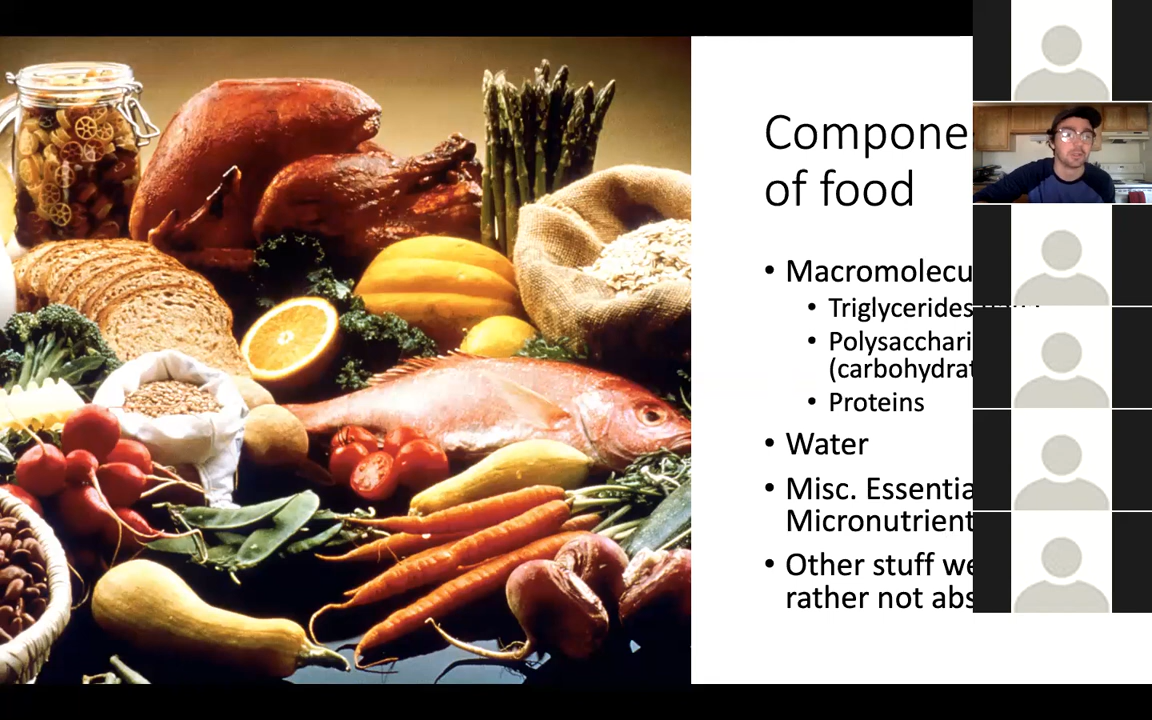 Compone
of food
• Macromolecu
• Triglycerides
• Polysacchari
(carbohydrat
• Proteins
• Water
• Misc. Essentia
Micronutrient
• Other stuff we
rather not abs